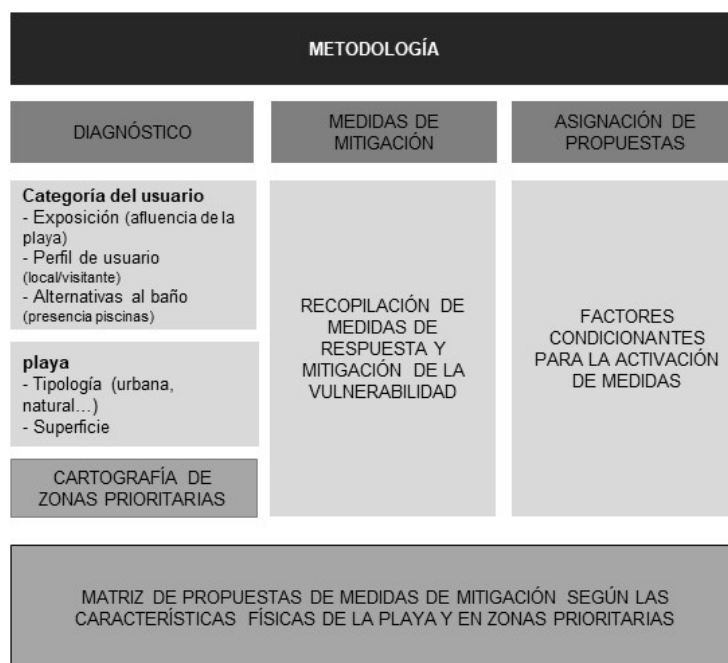 METODOLOGÍA
DIAGNÓSTICO
Categoría del usuario
- Exposición (afluencia de la
playa)
- Perfil de usuario
(local/visitante)
- Alternativas al baño
(presencia piscinas)
playa
- Tipología (urbana,
natural...)
- Superficie
CARTOGRAFÍA DE
ZONAS PRIORITARIAS
MEDIDAS DE
MITIGACIÓN
RECOPILACIÓN DE
MEDIDAS DE
RESPUESTA Y
MITIGACIÓN DE LA
VULNERABILIDAD
ASIGNACIÓN DE
PROPUESTAS
FACTORES
CONDICIONANTES
PARA LA ACTIVACIÓN
DE MEDIDAS
MATRIZ DE PROPUESTAS DE MEDIDAS DE MITIGACIÓN SEGÚN LAS
CARACTERÍSTICAS FÍSICAS DE LA PLAYA Y EN ZONAS PRIORITARIAS